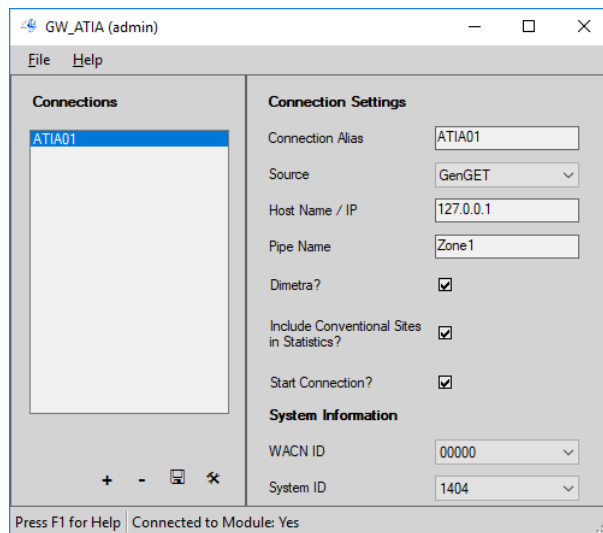 GW_ATIA (admin)
File Help
Connections
ATIA01
+ -
Connection Settings
Connection Alias ATIA01
Source GenGET
Host Name / IP 127.0.0.1
Pipe Name Zone1
Dimetra?
Include Conventional Sites
in Statistics?
Start Connection?
System Information
WACN ID 00000
System ID 1404
Press F1 for Help Connected to Module: Yes